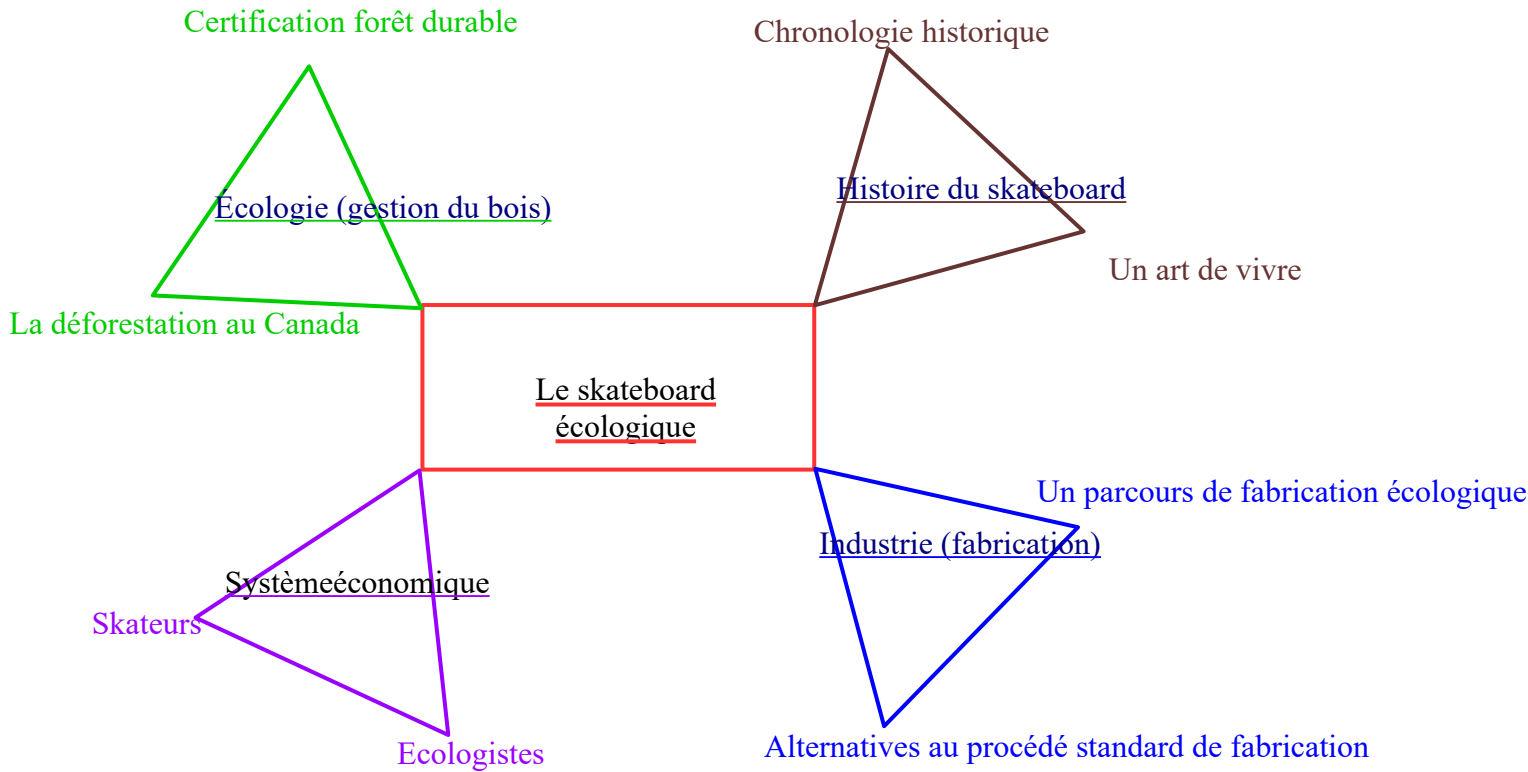 Certification forêt durable
Chronologie historique
Écologie (gestion du bois)
Histoire du skateboard
Un art de vivre
La déforestation au Canada
Le skateboard
écologique
Un parcours de fabrication écologique
Industrie (fabrication)
Systèmeéconomique
Skateurs
Ecologistes
Alternatives au procédé standard de fabrication